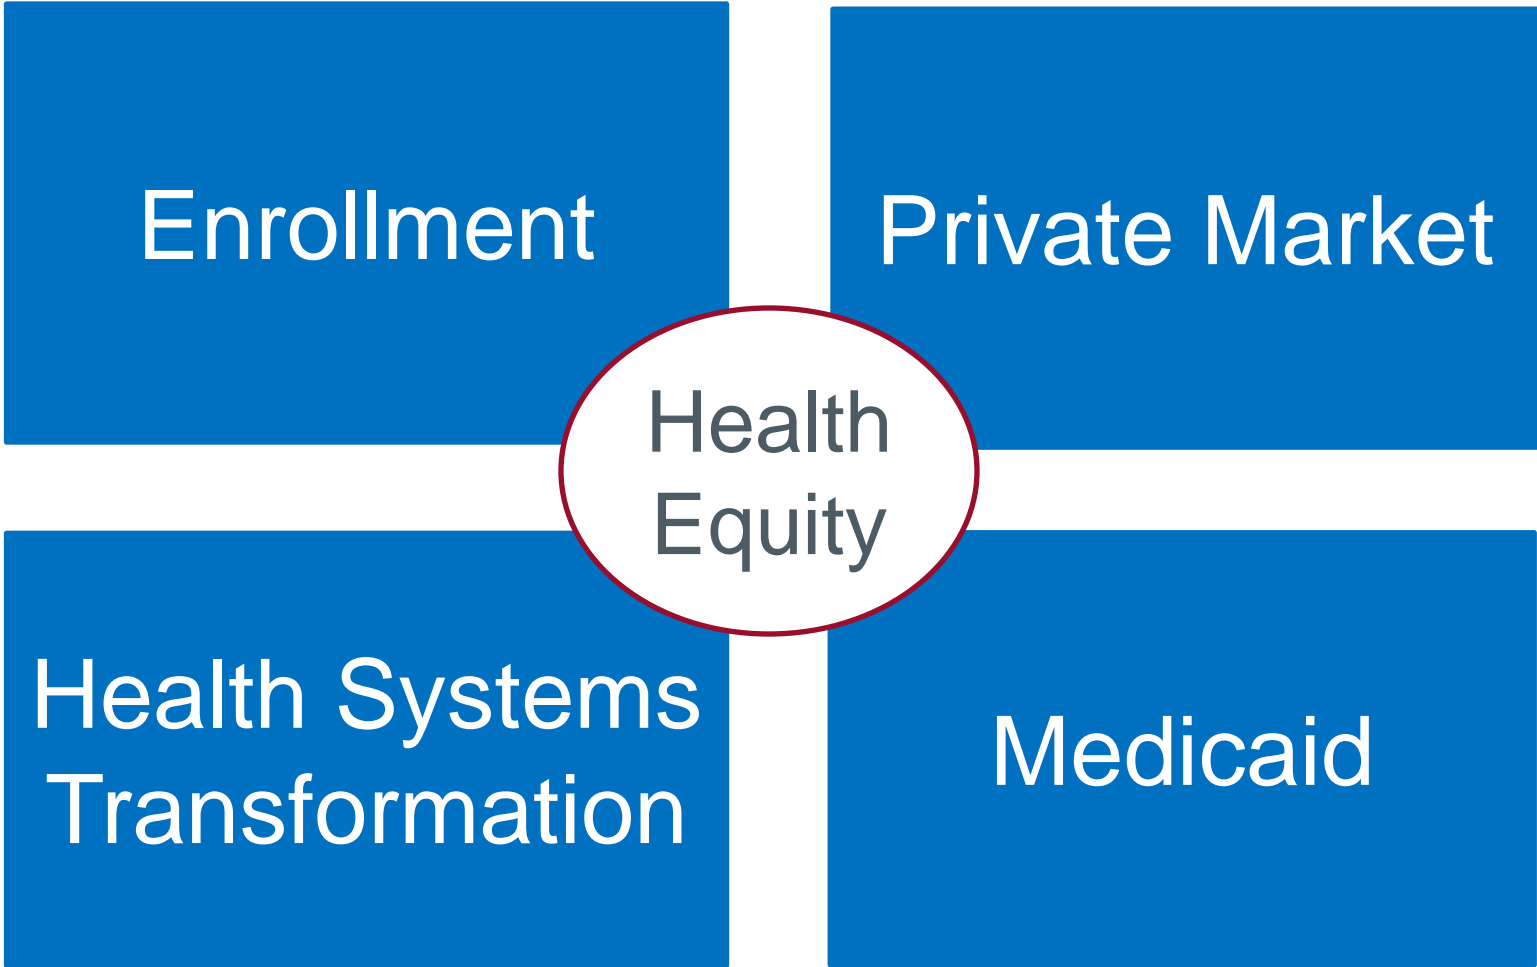 Enrollment
Private Market
Health
Equity
Health Systems
Transformation
Medicaid